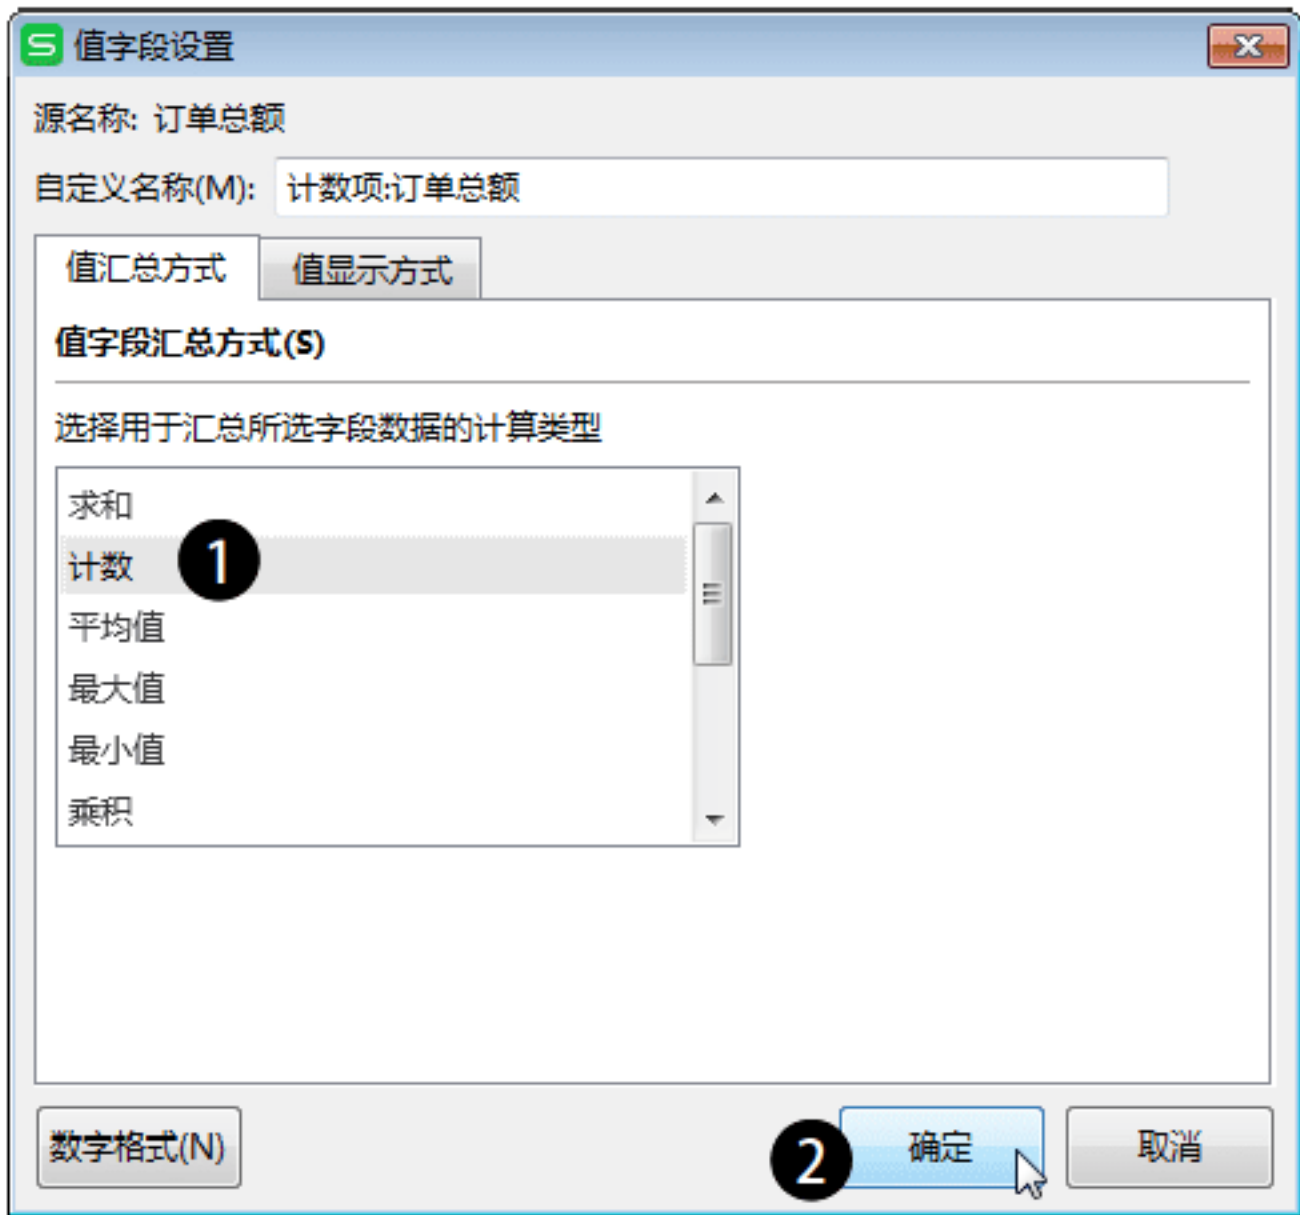 值字段设置
源名称: 订单总额
自定义名称(M): 计数项:订单总额
值汇总方式 值显示方式
值字段汇总方式(S)
选择用于汇总所选字段数据的计算类型
求和
计数 1
平均值
最大值
最小值
乘积
数字格式(N) 2 确定 取消